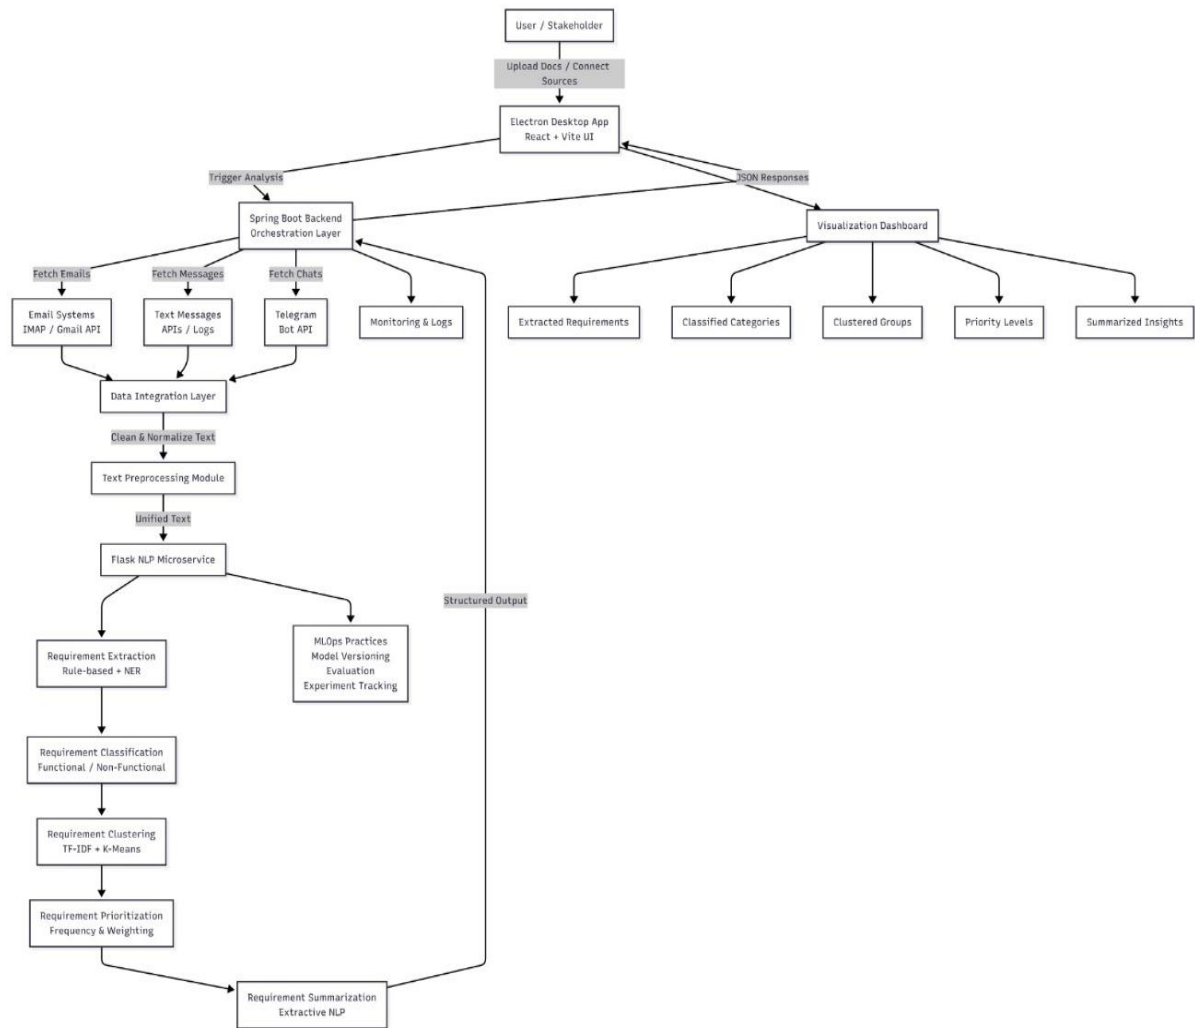 User / Stakeholder
Upload Docs / Connect
Sources
Electron Desktop App
React + Vite UI
Trigger Analysis
JSON Responses
Spring Boot Backend
Orchestration Layer
Visualization Dashboard
Fetch Emails
Fetch Messages
Fetch Chats
Email Systems
IMAP / Gmail API
Text Messages
APIs / Logs
Telegram
Bot API
Monitoring & Logs
Extracted Requirements
Classified Categories
Clustered Groups
Priority Levels
Summarized Insights
Data Integration Layer
Clean & Normalize Text
Text Preprocessing Module
Unified Text
Flask NLP Microservice
Structured Output
Requirement Extraction
Rule-based + NER
MLOps Practices
Model Versioning
Evaluation
Experiment Tracking
Requirement Classification
Functional / Non-Functional
Requirement Clustering
TF-IDF + K-Means
Requirement Prioritization
Frequency & Weighting
Requirement Summarization
Extractive NLP